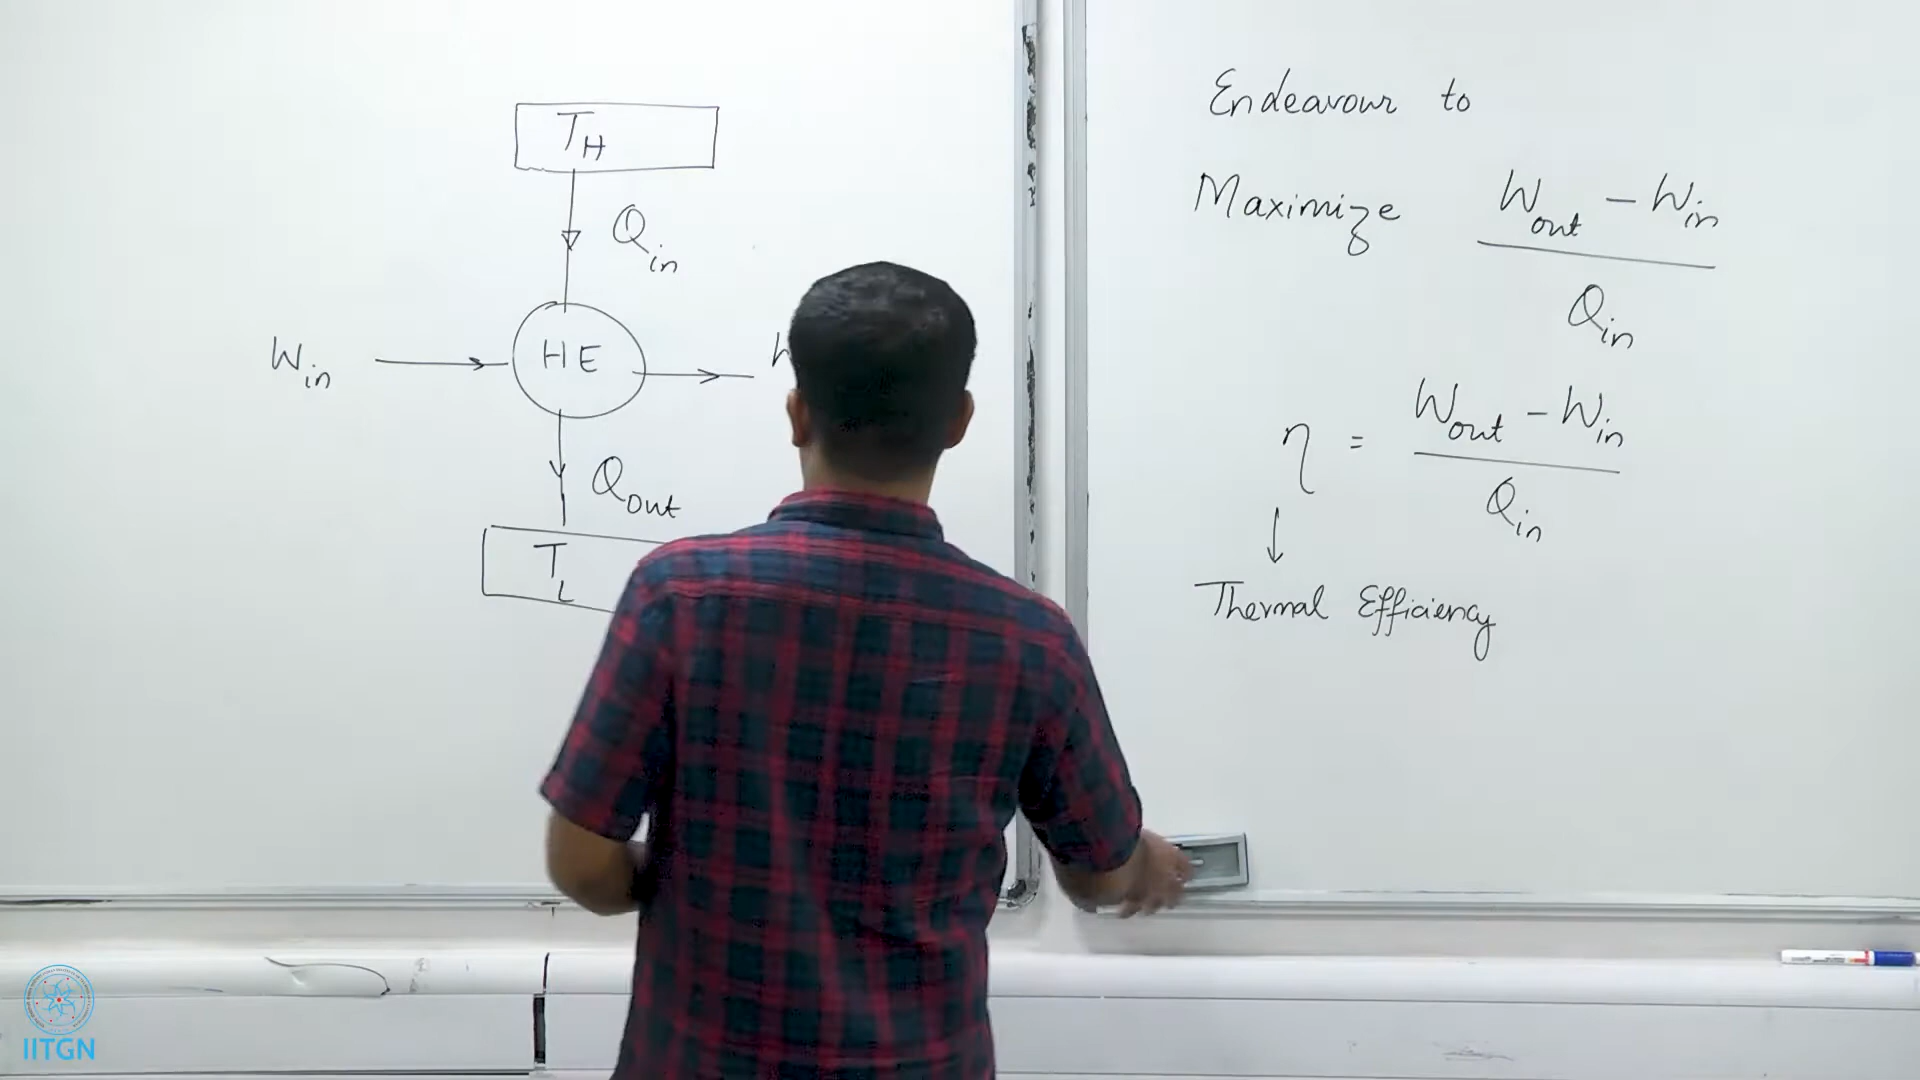 T_H
Q_in
W_in
HE
Q_out
T_L
Endeavour to
Maximize W_out - W_in
Q_in
η = W_out - W_in
Q_in
↓
Thermal Efficiency
IITGN